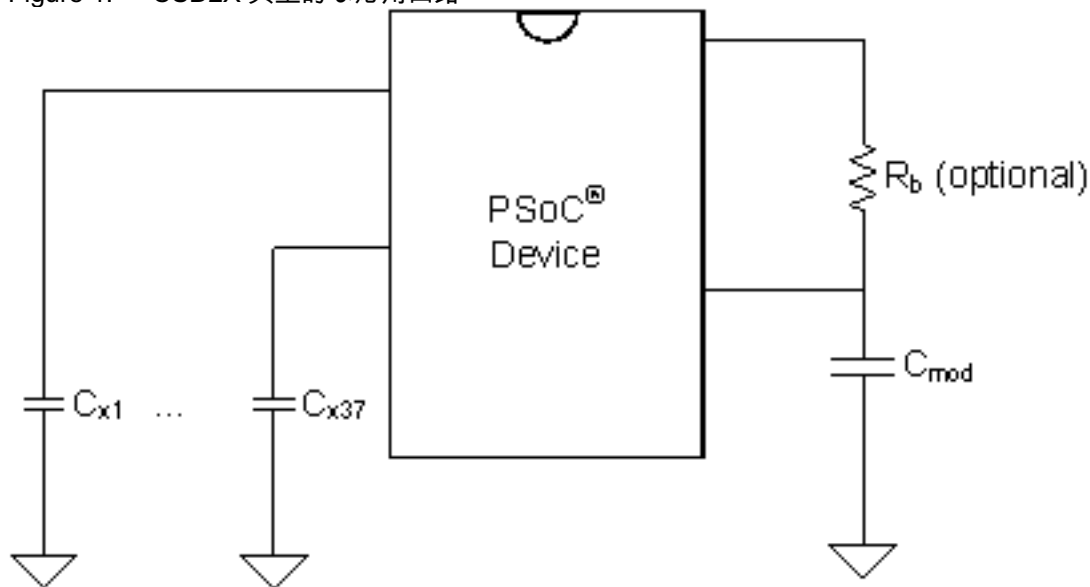 PSoC®
Device
Rb (optional)
Cmod
Cx1 ... Cx37